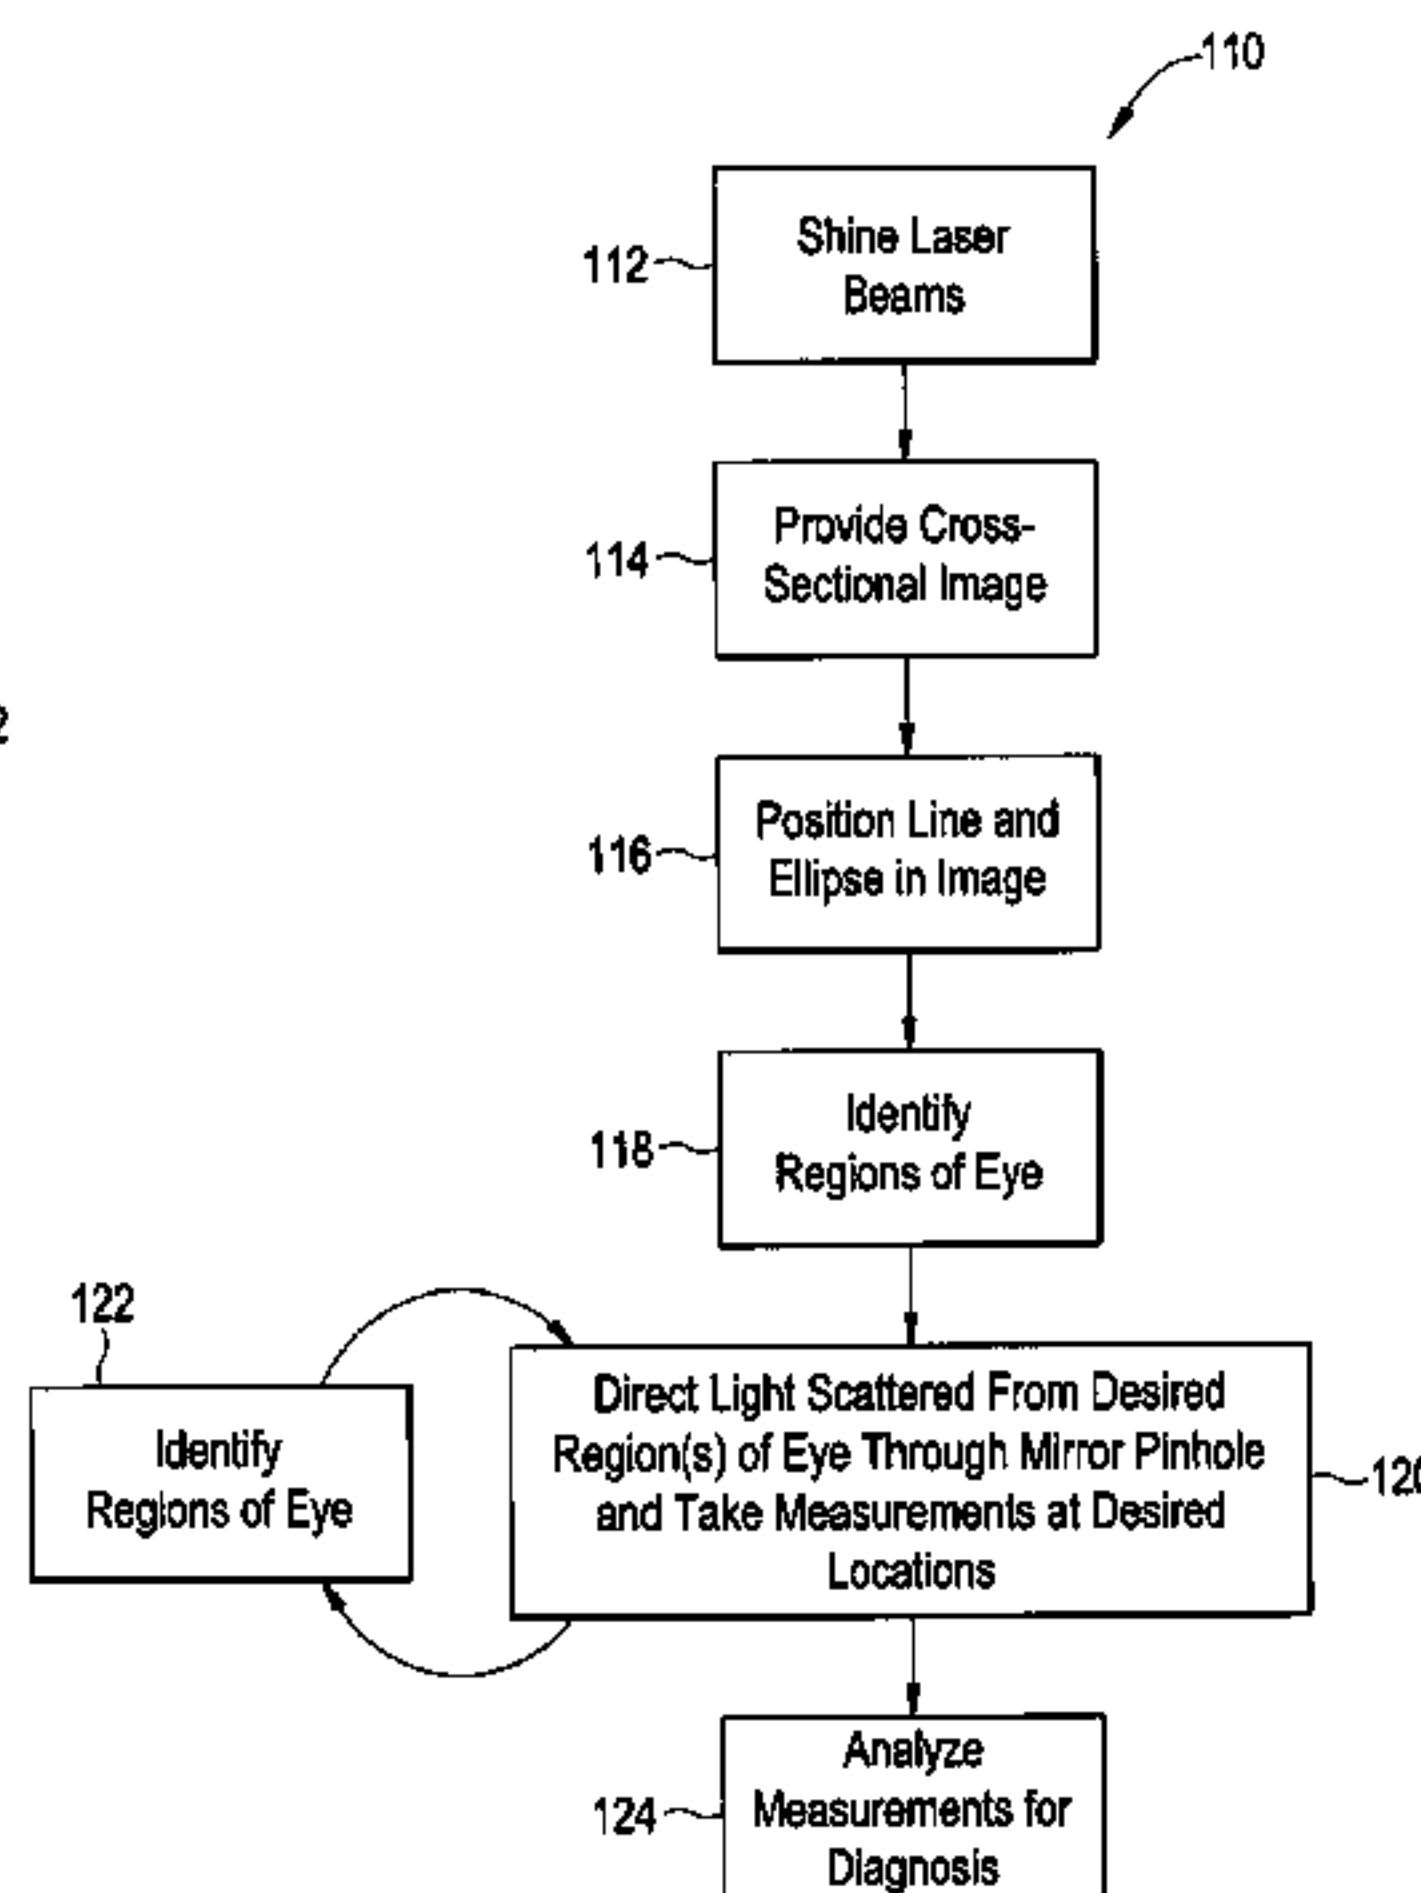 110
112
Shine Laser
Beams
114
Provide Cross-
Sectional Image
116
Position Line and
Ellipse in Image
118
Identify
Regions of Eye
122
Identify
Regions of Eye
Direct Light Scattered From Desired
Region(s) of Eye Through Mirror Pinhole
and Take Measurements at Desired
Locations
120
124
Analyze
Measurements for
Diagnosis